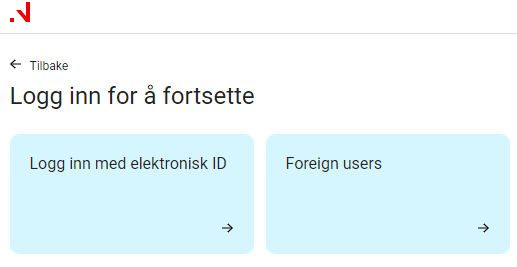 Tilbake
Logg inn for å fortsette
Logg inn med elektronisk ID
Foreign users